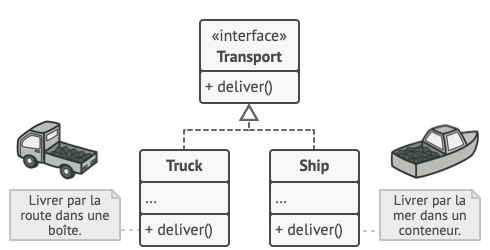 «interface»
Transport
+ deliver()
Truck
...
+ deliver()
Ship
...
+ deliver()
Livrer par la
route dans une
boîte.
Livrer par la
mer dans un
conteneur.